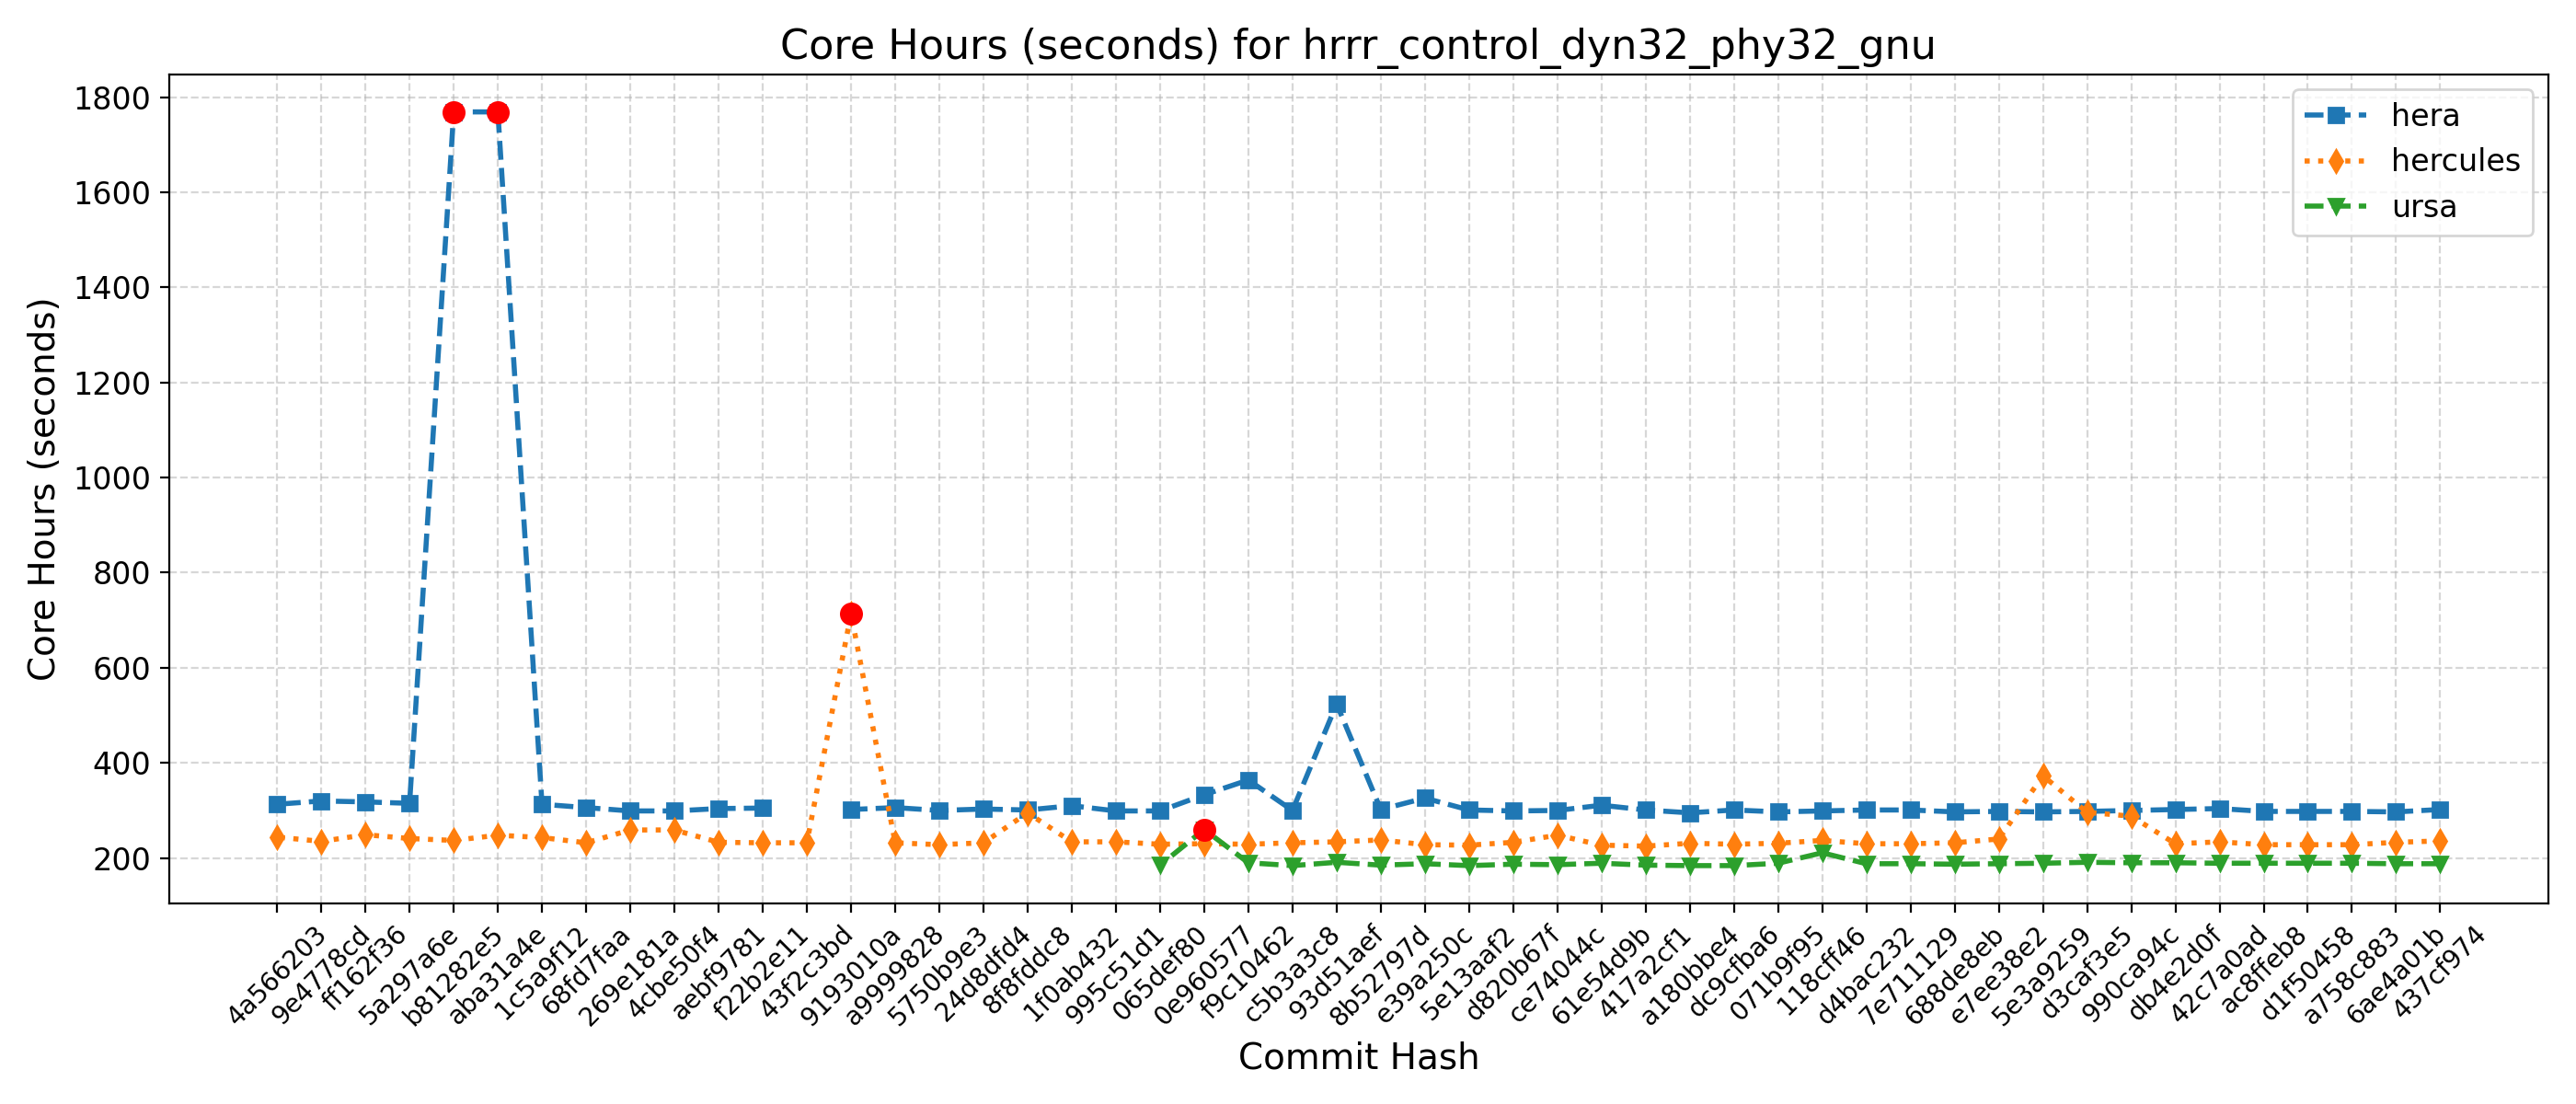 Core Hours (seconds) for hrrr_control_dyn32_phy32_gnu
Core Hours (seconds)
1800
1600
1400
1200
1000
800
600
400
200
hera
hercules
ursa
4a566203
9e4778cd
ff162f36
5a297a6e
b81282e5
aba31a4e
1c5a9f12
68fd7faa
269e181a
4cbe50f4
aebf9781
f22b2e11
43f2c3bd
9193010a
a9999828
5750b9e3
24d8dfd4
8f8fddc8
1f0ab432
995c51d1
065def80
0e960577
f9c10462
c5b3a3c8
93d51aef
8b52797d
e39a250c
5e13aaf2
d820b67f
ce74044c
61e54d9b
417a2cf1
a180bbe4
dc9cfba6
071b9f95
118cff46
d4bac232
7e711129
688de8eb
e7ee38e2
5e3a9259
d3caf3e5
990ca94c
db4e2d0f
42c7a0ad
ac8ffeb8
d1f50458
a758c883
6ae4a01b
437cf974
Commit Hash